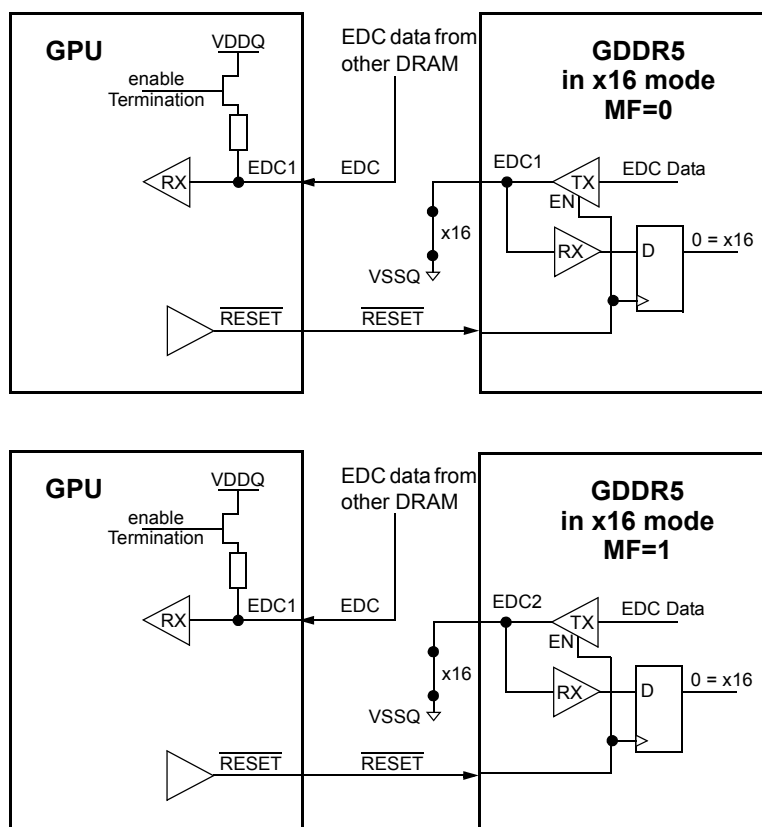 GPU
VDDQ
enable
Termination
RX
EDC1
EDC
EDC data from
other DRAM
GDDR5
in x16 mode
MF=0
EDC1
TX
EDC Data
EN
x16
RX
D
0 = x16
VSSQ
RESET
RESET
GPU
VDDQ
enable
Termination
RX
EDC1
EDC
EDC data from
other DRAM
GDDR5
in x16 mode
MF=1
EDC2
TX
EDC Data
EN
x16
RX
D
0 = x16
VSSQ
RESET
RESET